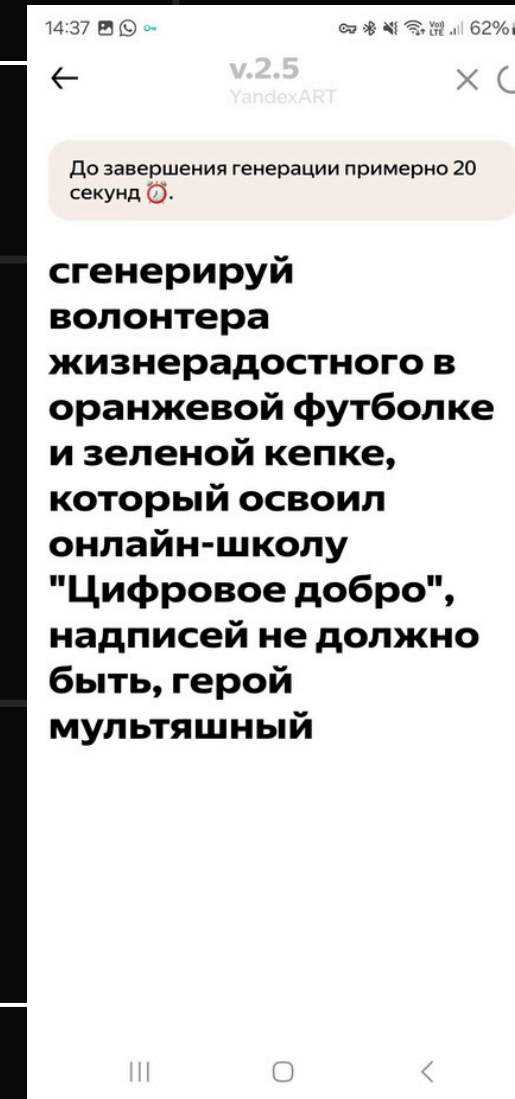 14:37 62%
v.2.5
YandexART
До завершения генерации примерно 20
секунд ⏰.
сгенерируй
волонтера
жизнерадостного в
оранжевой футболке
и зеленой кепке,
который освоил
онлайн-школу
"Цифровое добро",
надписей не должно
быть, герой
мультяшный